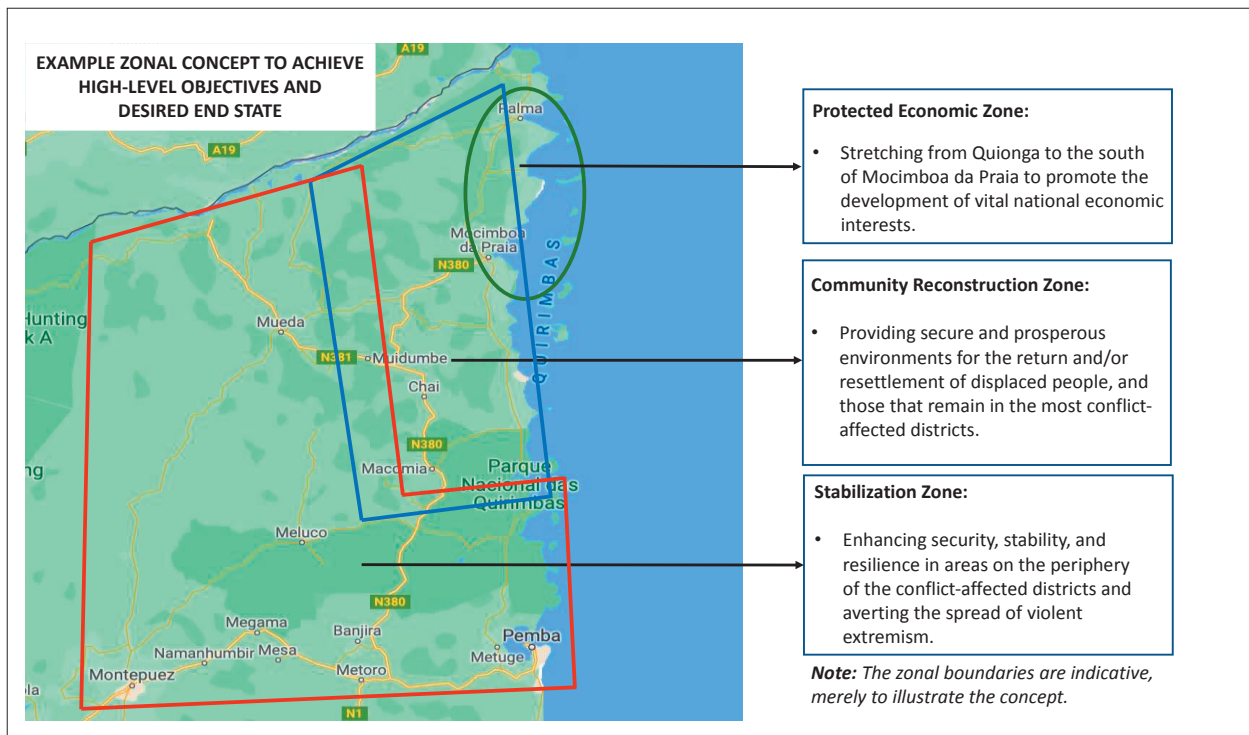 EXAMPLE ZONAL CONCEPT TO ACHIEVE
HIGH-LEVEL OBJECTIVES AND
DESIRED END STATE
A19
A19
A19
Palma
Mocimboa
da Praia
N380
QUIRIMBAS
Hunting
k A
Mueda
N381
Muidumbe
Chai
N380
Macomia
Parque
Nacional das
Quirimbas
ng
Meluco
N380
Megama
Banjira
Pemba
Namanhumbir
Mesa
Metuge
Montepuez
Metoro
ola
N1
Protected Economic Zone:
• Stretching from Quionga to the south
of Mocimboa da Praia to promote the
development of vital national economic
interests.
Community Reconstruction Zone:
• Providing secure and prosperous
environments for the return and/or
resettlement of displaced people, and
those that remain in the most conflict-
affected districts.
Stabilization Zone:
• Enhancing security, stability, and
resilience in areas on the periphery
of the conflict-affected districts and
averting the spread of violent
extremism.
Note: The zonal boundaries are indicative,
merely to illustrate the concept.